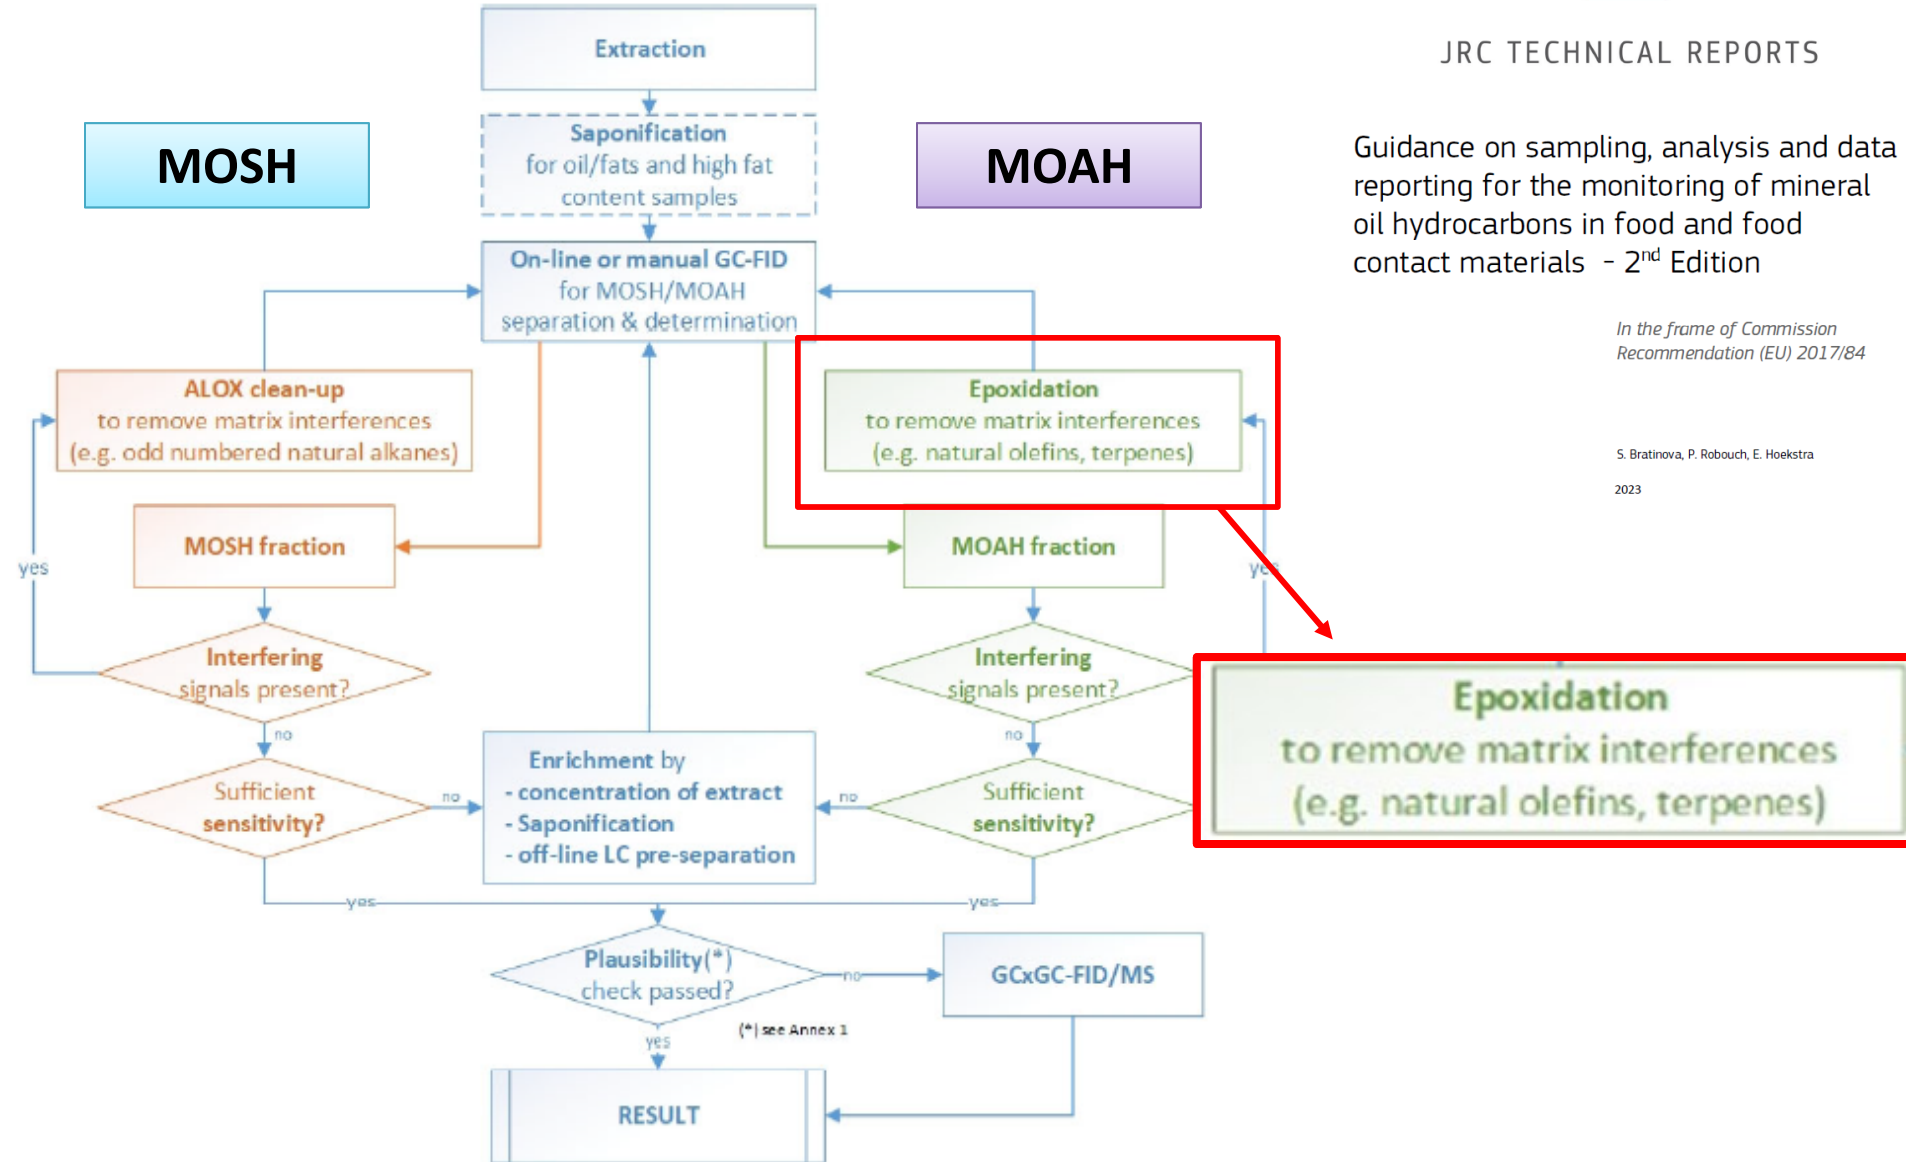 Extraction
JRC TECHNICAL REPORTS
Saponification
for oil/fats and high fat
content samples
MOSH
MOAH
Guidance on sampling, analysis and data
reporting for the monitoring of mineral
oil hydrocarbons in food and food
contact materials - 2nd Edition
On-line or manual GC-FID
for MOSH/MOAH
separation & determination
In the frame of Commission
Recommendation (EU) 2017/84
ALOX clean-up
to remove matrix interferences
(e.g. odd numbered natural alkanes)
Epoxidation
to remove matrix interferences
(e.g. natural olefins, terpenes)
S. Bratinova, P. Robouch, E. Hoekstra
2023
MOSH fraction
MOAH fraction
yes
yes
Interfering
signals present?
Interfering
signals present?
Epoxidation
to remove matrix interferences
(e.g. natural olefins, terpenes)
no
no
Enrichment by
- concentration of extract
- Saponification
- off-line LC pre-separation
Sufficient
sensitivity?
no
no
Sufficient
sensitivity?
yes
yes
Plausibility(*)
check passed?
no
GCxGC-FID/MS
(*) see Annex 1
yes
RESULT